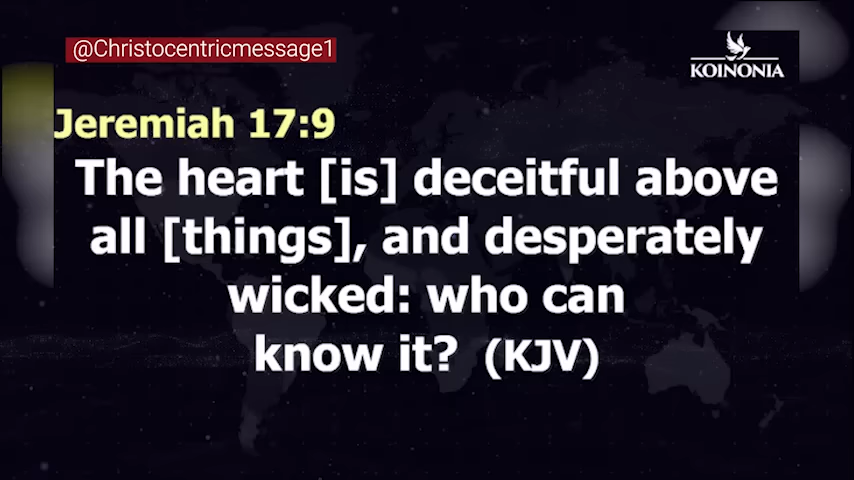 @Christocentricmessage1
KOINONIA
Jeremiah 17:9
The heart [is] deceitful above
all [things], and desperately
wicked: who can
know it? (KJV)